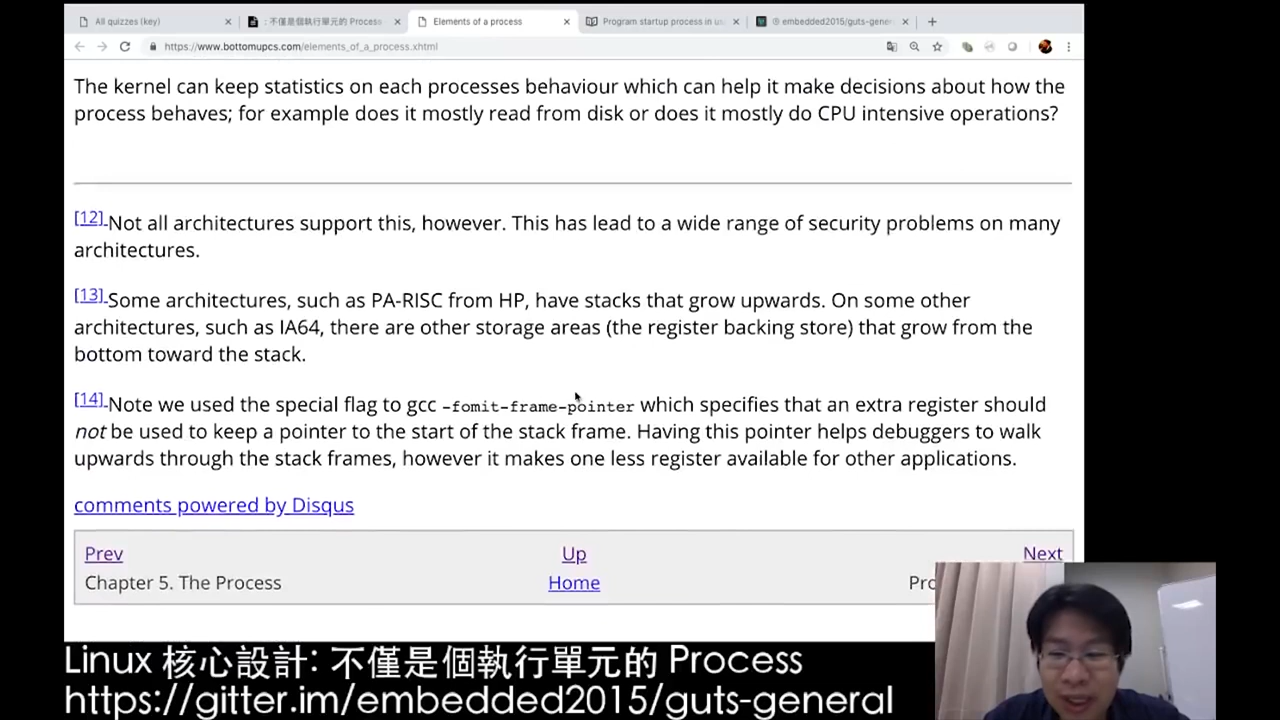 All quizzes (key)
: 不僅是個執行單元的 Process
Elements of a process
Program startup process in us
embedded2015/guts-gener
https://www.bottomupcs.com/elements_of_a_process.xhtml
The kernel can keep statistics on each processes behaviour which can help it make decisions about how the
process behaves; for example does it mostly read from disk or does it mostly do CPU intensive operations?
[12] Not all architectures support this, however. This has lead to a wide range of security problems on many
architectures.
[13] Some architectures, such as PA-RISC from HP, have stacks that grow upwards. On some other
architectures, such as IA64, there are other storage areas (the register backing store) that grow from the
bottom toward the stack.
[14] Note we used the special flag to gcc -fomit-frame-pointer which specifies that an extra register should
not be used to keep a pointer to the start of the stack frame. Having this pointer helps debuggers to walk
upwards through the stack frames, however it makes one less register available for other applications.
comments powered by Disqus
Prev
Up
Next
Chapter 5. The Process
Home
Pro
Linux 核心設計: 不僅是個執行單元的 Process
https://gitter.im/embedded2015/guts-general